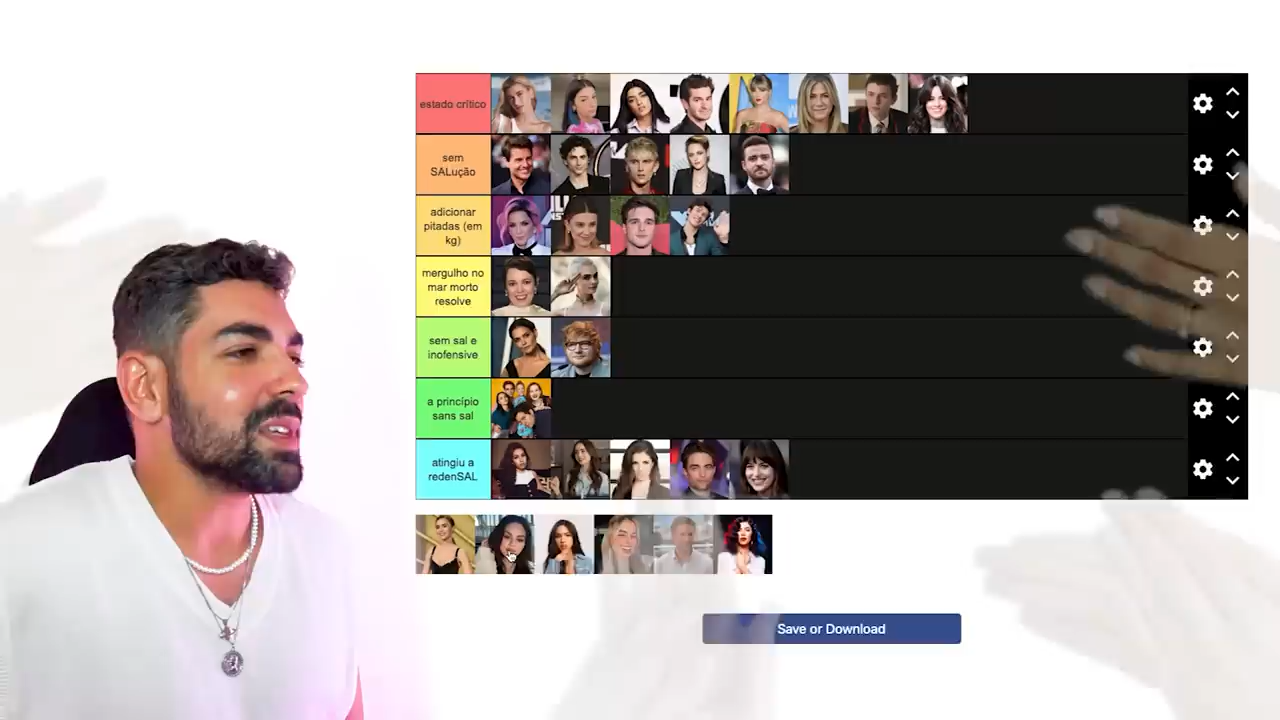 estado crítico
sem
SALução
adicionar
pitadas (em
kg)
mergulho no
mar morto
resolve
sem sal e
inofensive
a princípio
sans sal
atingiu a
redenSAL
Save or Download